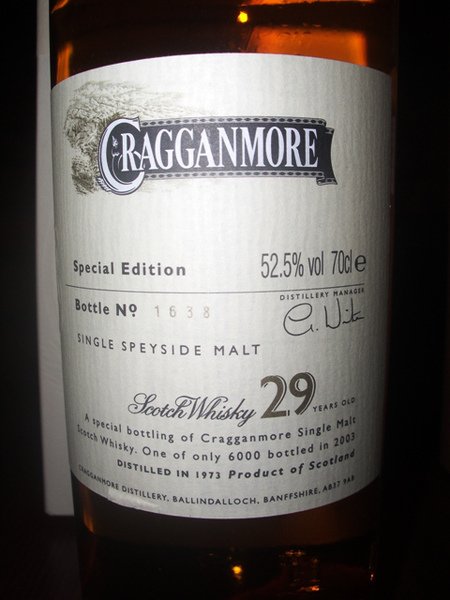 CRAGGANMORE
Special Edition 52.5% vol 70cl e
DISTILLERY MANAGER
Bottle Nº 1638
SINGLE SPEYSIDE MALT
Scotch Whisky 29 YEARS OLD
A special bottling of Cragganmore Single Malt
Scotch Whisky. One of only 6000 bottled in 2003
DISTILLED IN 1973 Product of Scotland
CRAGGANMORE DISTILLERY, BALLINDALLOCH, BANFFSHIRE, AB37 9AB